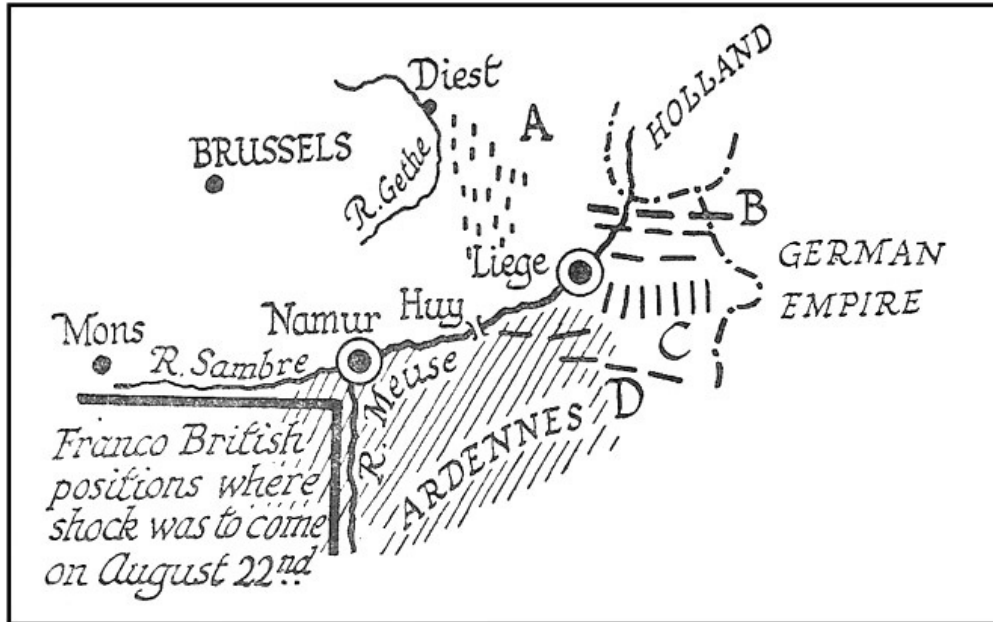 HOLLAND
Diest
A
BRUSSELS
R. Gethe
B
Liege
GERMAN
EMPIRE
Huy
Namur
Mons
C
R. Sambre
R. Meuse
D
ARDENNES
Franco British
positions where
shock was to come
on August 22nd